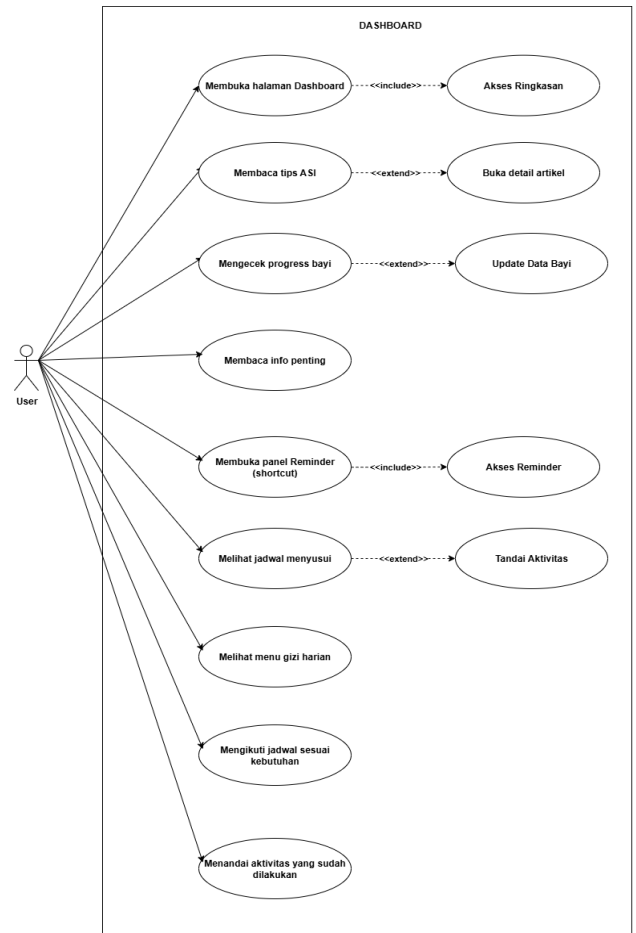 DASHBOARD
Membuka halaman Dashboard
<<include>>
Akses Ringkasan
Membaca tips ASI
<<extend>>
Buka detail artikel
Mengecek progress bayi
<<extend>>
Update Data Bayi
Membaca info penting
User
Membuka panel Reminder
(shortcut)
<<include>>
Akses Reminder
Melihat jadwal menyusui
<<extend>>
Tandai Aktivitas
Melihat menu gizi harian
Mengikuti jadwal sesuai
kebutuhan
Menandai aktivitas yang sudah
dilakukan